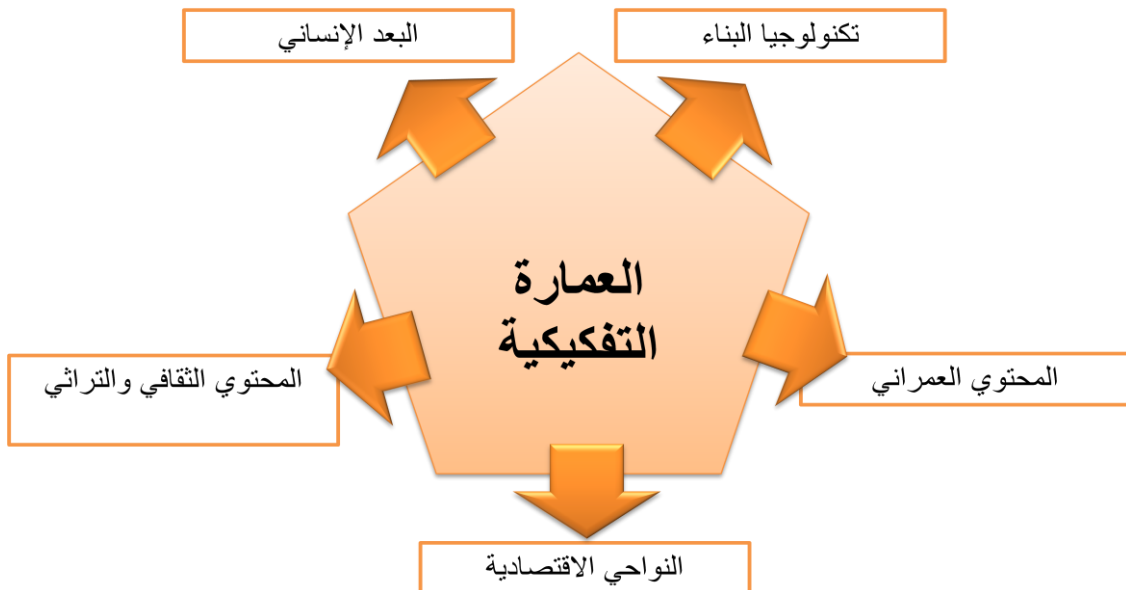 تكنولوجيا البناء
البعد الإنساني
العمارة
التفكيكية
المحتوي العمراني
المحتوي الثقافي والتراثي
النواحي الاقتصادية